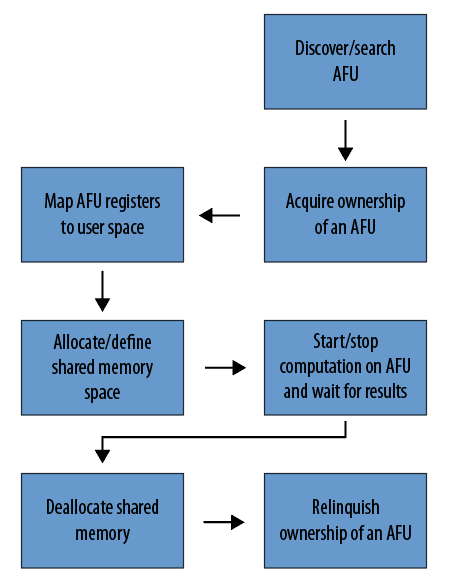 Discover/search
AFU
Acquire ownership
of an AFU
Map AFU registers
to user space
Allocate/define
shared memory
space
Start/stop
computation on AFU
and wait for results
Deallocate shared
memory
Relinquish
ownership of an AFU